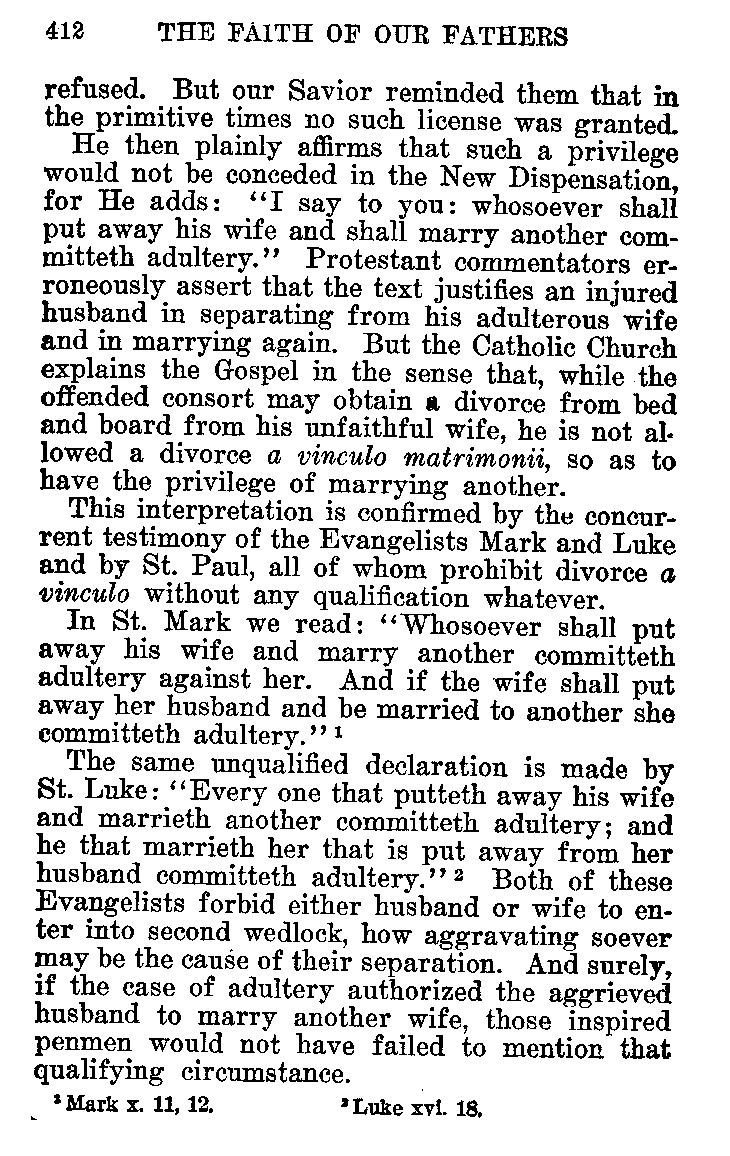 412 THE FAITH OF OUR FATHERS
refused. But our Savior reminded them that in
the primitive times no such license was granted.
He then plainly affirms that such a privilege
would not be conceded in the New Dispensation,
for He adds: “I say to you: whosoever shall
put away his wife and shall marry another com-
mitteth adultery.” Protestant commentators er-
roneously assert that the text justifies an injured
husband in separating from his adulterous wife
and in marrying again. But the Catholic Church
explains the Gospel in the sense that, while the
offended consort may obtain a divorce from bed
and board from his unfaithful wife, he is not al-
lowed a divorce a vinculo matrimonii, so as to
have the privilege of marrying another.
This interpretation is confirmed by the concur-
rent testimony of the Evangelists Mark and Luke
and by St. Paul, all of whom prohibit divorce a
vinculo without any qualification whatever.
In St. Mark we read: “Whosoever shall put
away his wife and marry another committeth
adultery against her. And if the wife shall put
away her husband and be married to another she
committeth adultery.” 1
The same unqualified declaration is made by
St. Luke: “Every one that putteth away his wife
and marrieth another committeth adultery; and
he that marrieth her that is put away from her
husband committeth adultery.” 2 Both of these
Evangelists forbid either husband or wife to en-
ter into second wedlock, how aggravating soever
may be the cause of their separation. And surely,
if the case of adultery authorized the aggrieved
husband to marry another wife, those inspired
penmen would not have failed to mention that
qualifying circumstance.
1 Mark x. 11, 12. 2 Luke xvi. 18.